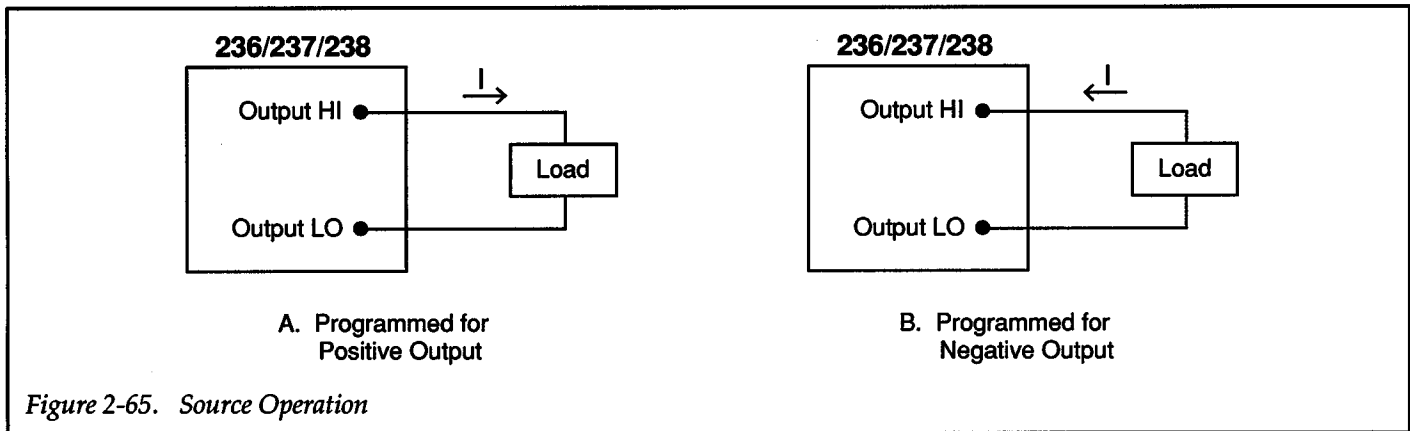 236/237/238
I
Output HI
Load
Output LO
A. Programmed for
Positive Output
236/237/238
I
Output HI
Load
Output LO
B. Programmed for
Negative Output
Figure 2-65. Source Operation